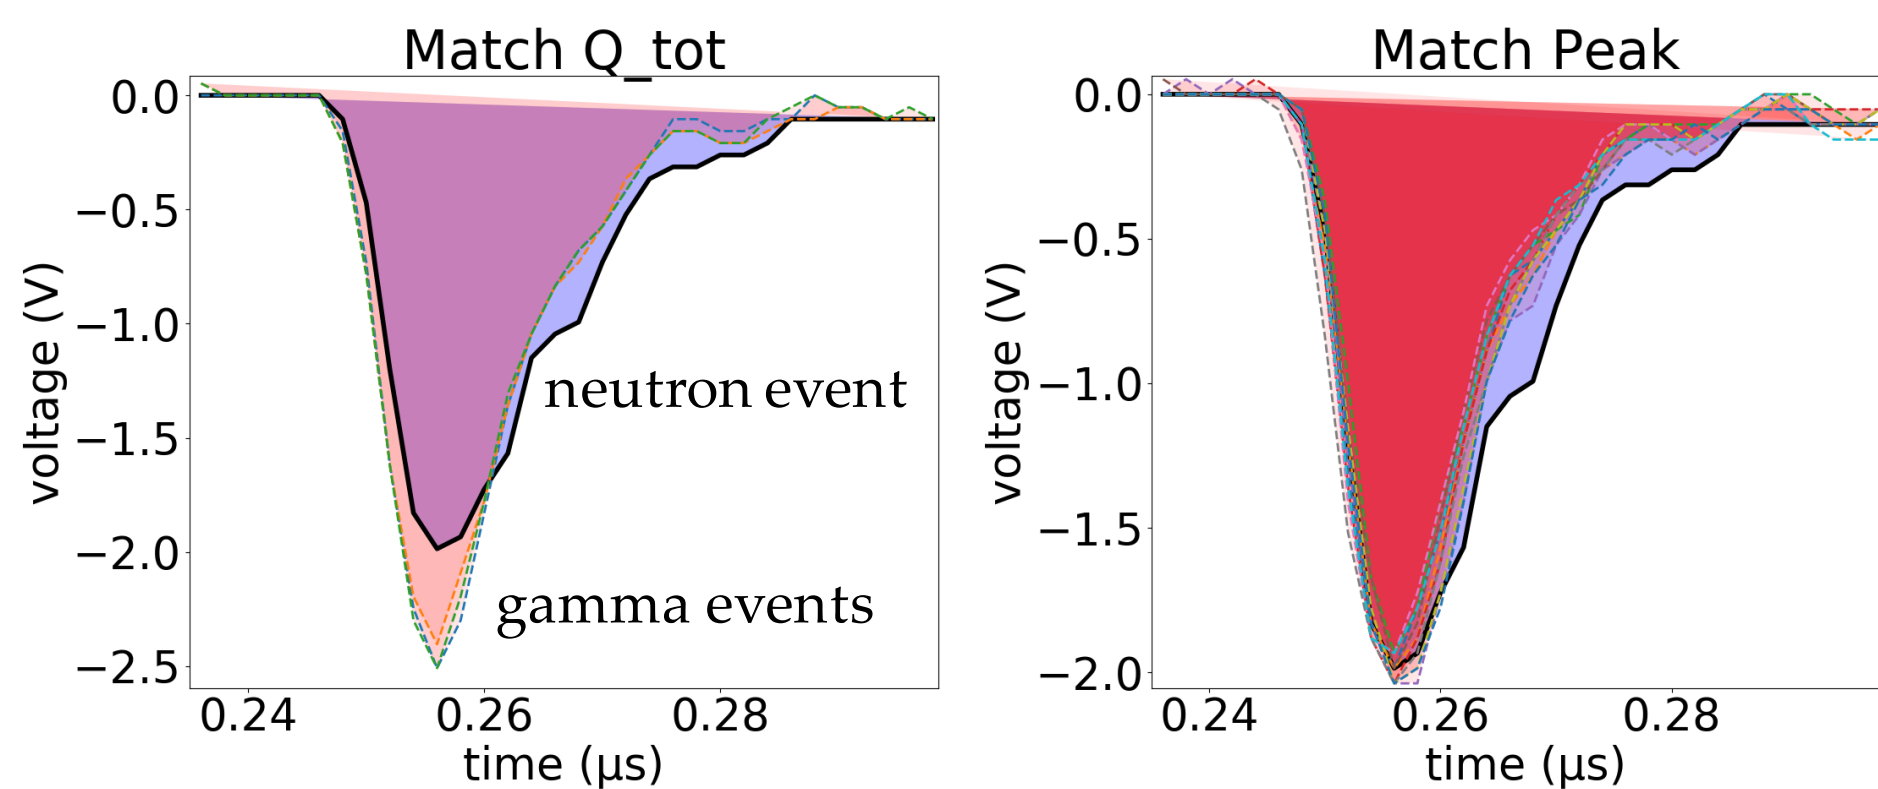 Match Q_tot
0.0
−0.5
−1.0
−1.5
−2.0
−2.5
voltage (V)
neutron event
gamma events
0.24
0.26
0.28
time (µs)
Match Peak
0.0
−0.5
−1.0
−1.5
−2.0
voltage (V)
0.24
0.26
0.28
time (µs)